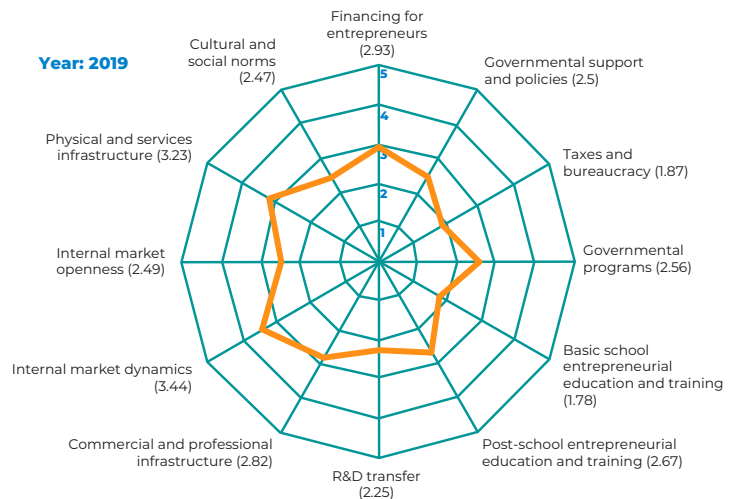 Year: 2019
Financing for
entrepreneurs
(2.93)
Governmental support
and policies (2.5)
Taxes and
bureaucracy (1.87)
Governmental
programs (2.56)
Basic school
entrepreneurial
education and training
(1.78)
Post-school entrepreneurial
education and training (2.67)
R&D transfer
(2.25)
Commercial and professional
infrastructure (2.82)
Internal market dynamics
(3.44)
Internal market
openness (2.49)
Physical and services
infrastructure (3.23)
Cultural and
social norms
(2.47)
5
4
3
2
1